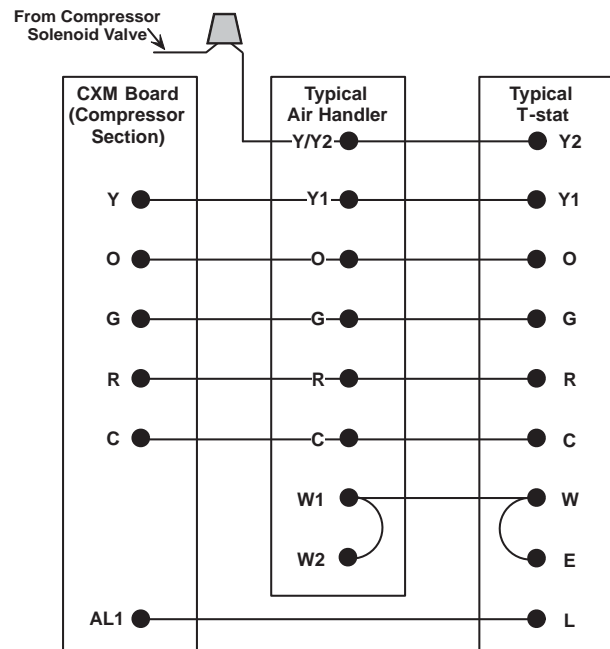 From Compressor
Solenoid Valve
CXM Board
(Compressor
Section)
Typical
Air Handler
Typical
T-stat
Y/Y2
Y2
Y
Y1
Y1
O
O
O
G
G
G
R
R
R
C
C
C
W1
W
W2
E
AL1
L